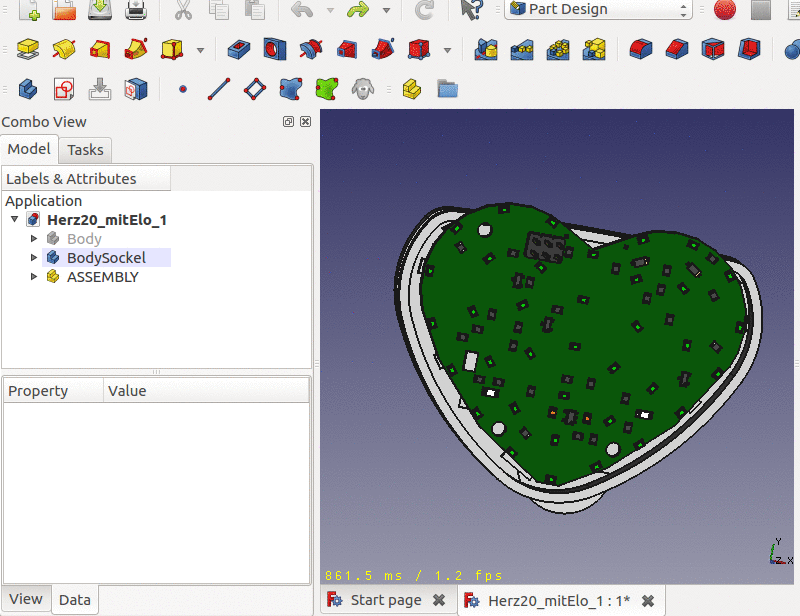 Part Design
Combo View
Model
Tasks
Labels & Attributes
Application
Herz20_mitElo_1
Body
BodySockel
ASSEMBLY
Property
Value
861.5 ms / 1.2 fps
Y
Z
X
View
Data
Start page
Herz20_mitElo_1 : 1*